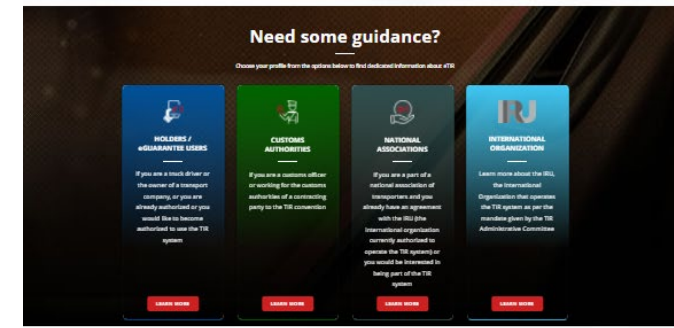 Need some guidance?
Choose your profile from the options below to find dedicated information about eTIR
HOLDERS /
eGUARANTEE USERS
If you are a truck driver or
the owner of a transport
company, or you are
already authorized or you
would like to become
authorized to use the TIR
system
LEARN MORE
CUSTOMS
AUTHORITIES
If you are a customs officer
or working for the customs
authorities of a contracting
party to the TIR convention
LEARN MORE
NATIONAL
ASSOCIATIONS
If you are a part of a
national association of
transporters and you
already have an agreement
with the IRU (the
international organization
currently authorized to
operate the TIR system) or
you would be interested in
being part of the TIR
system
LEARN MORE
IRU
INTERNATIONAL
ORGANIZATION
Learn more about the IRU,
the International
Organization that operates
the TIR system as per the
mandate given by the TIR
Administrative Committee
LEARN MORE